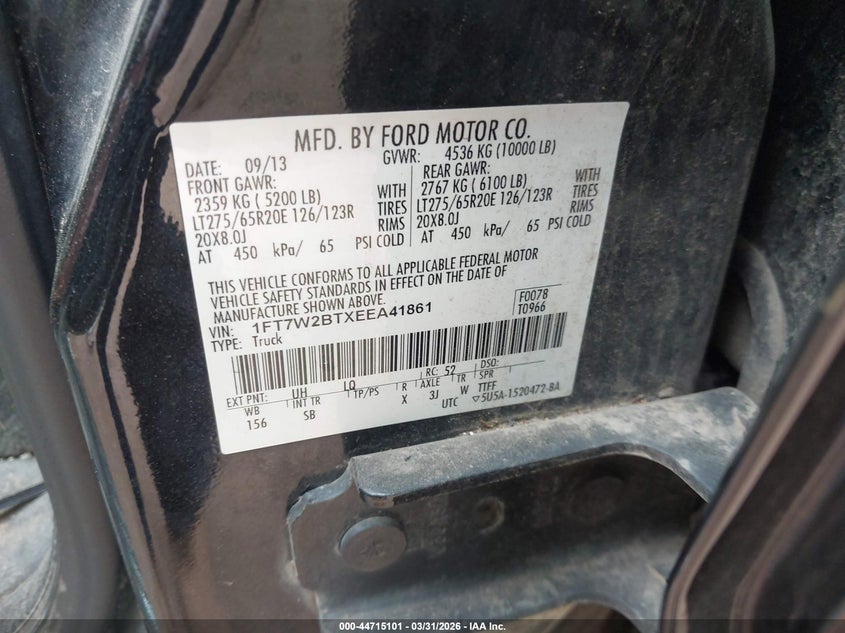 MFD. BY FORD MOTOR CO.
DATE: 09/13 GVWR: 4536 KG (10000 LB)
FRONT GAWR: REAR GAWR:
2359 KG ( 5200 LB) WITH 2767 KG ( 6100 LB) WITH
LT275/65R20E 126/123R TIRES LT275/65R20E 126/123R TIRES
20X8.0J RIMS 20X8.0J RIMS
AT 450 kPa/ 65 PSI COLD AT 450 kPa/ 65 PSI COLD
THIS VEHICLE CONFORMS TO ALL APPLICABLE FEDERAL MOTOR
VEHICLE SAFETY STANDARDS IN EFFECT ON THE DATE OF
MANUFACTURE SHOWN ABOVE.
VIN: 1FT7W2BTXEEA41861 F0078
TYPE: Truck T0966
EXT PNT: UH LQ RC: 52 DSO:
WB INT TR TP/PS R AXLE TR SPR
156 SB X 3J W TTFF
UTC ▽5U5A-1520472-BA
000-44715101 - 03/31/2026 - IAA Inc.